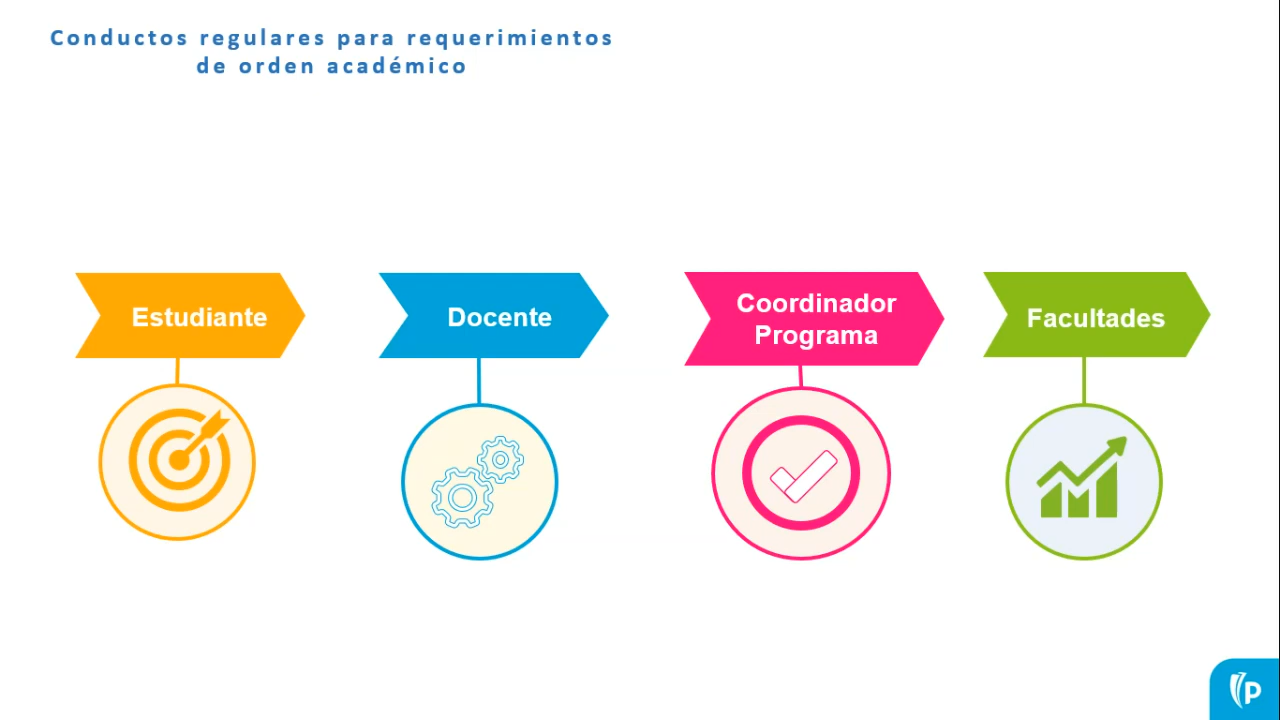 Conductos regulares para requerimientos
de orden académico
Estudiante
Docente
Coordinador
Programa
Facultades
P